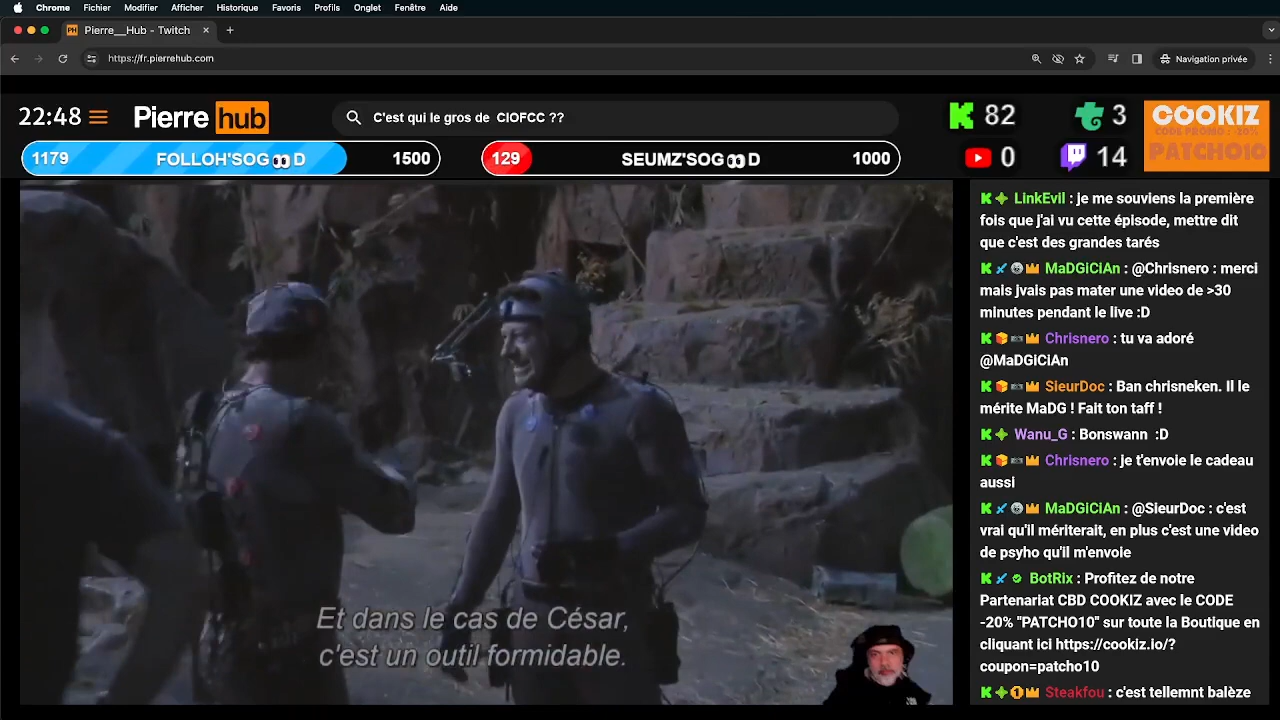 Chrome Fichier Modifier Afficher Historique Favoris Profils Onglet Fenêtre Aide
PH Pierre__Hub - Twitch
https://fr.pierrehub.com
Navigation privée
22:48
Pierre hub
C'est qui le gros de CIOFCC ??
82
3
COOKIZ
CODE PROMO : -20%
PATCHO10
1179 FOLLOH'SOG👀D 1500
129 SEUMZ'SOG👀D 1000
0
14
LinkEvil : je me souviens la première
fois que j'ai vu cette épisode, mettre dit
que c'est des grandes tarés
MaDGiCiAn : @Chrisnero : merci
mais jvais pas mater une video de >30
minutes pendant le live :D
Chrisnero : tu va adoré
@MaDGiCiAn
SieurDoc : Ban chrisneken. Il le
mérite MaDG ! Fait ton taff !
Wanu_G : Bonswann :D
Chrisnero : je t'envoie le cadeau
aussi
MaDGiCiAn : @SieurDoc : c'est
vrai qu'il mériterait, en plus c'est une video
de psyho qu'il m'envoie
BotRix : Profitez de notre
Partenariat CBD COOKIZ avec le CODE
-20% "PATCHO10" sur toute la Boutique en
cliquant ici https://cookiz.io/?
coupon=patcho10
Steakfou : c'est tellemnt balèze
Et dans le cas de César,
c'est un outil formidable.